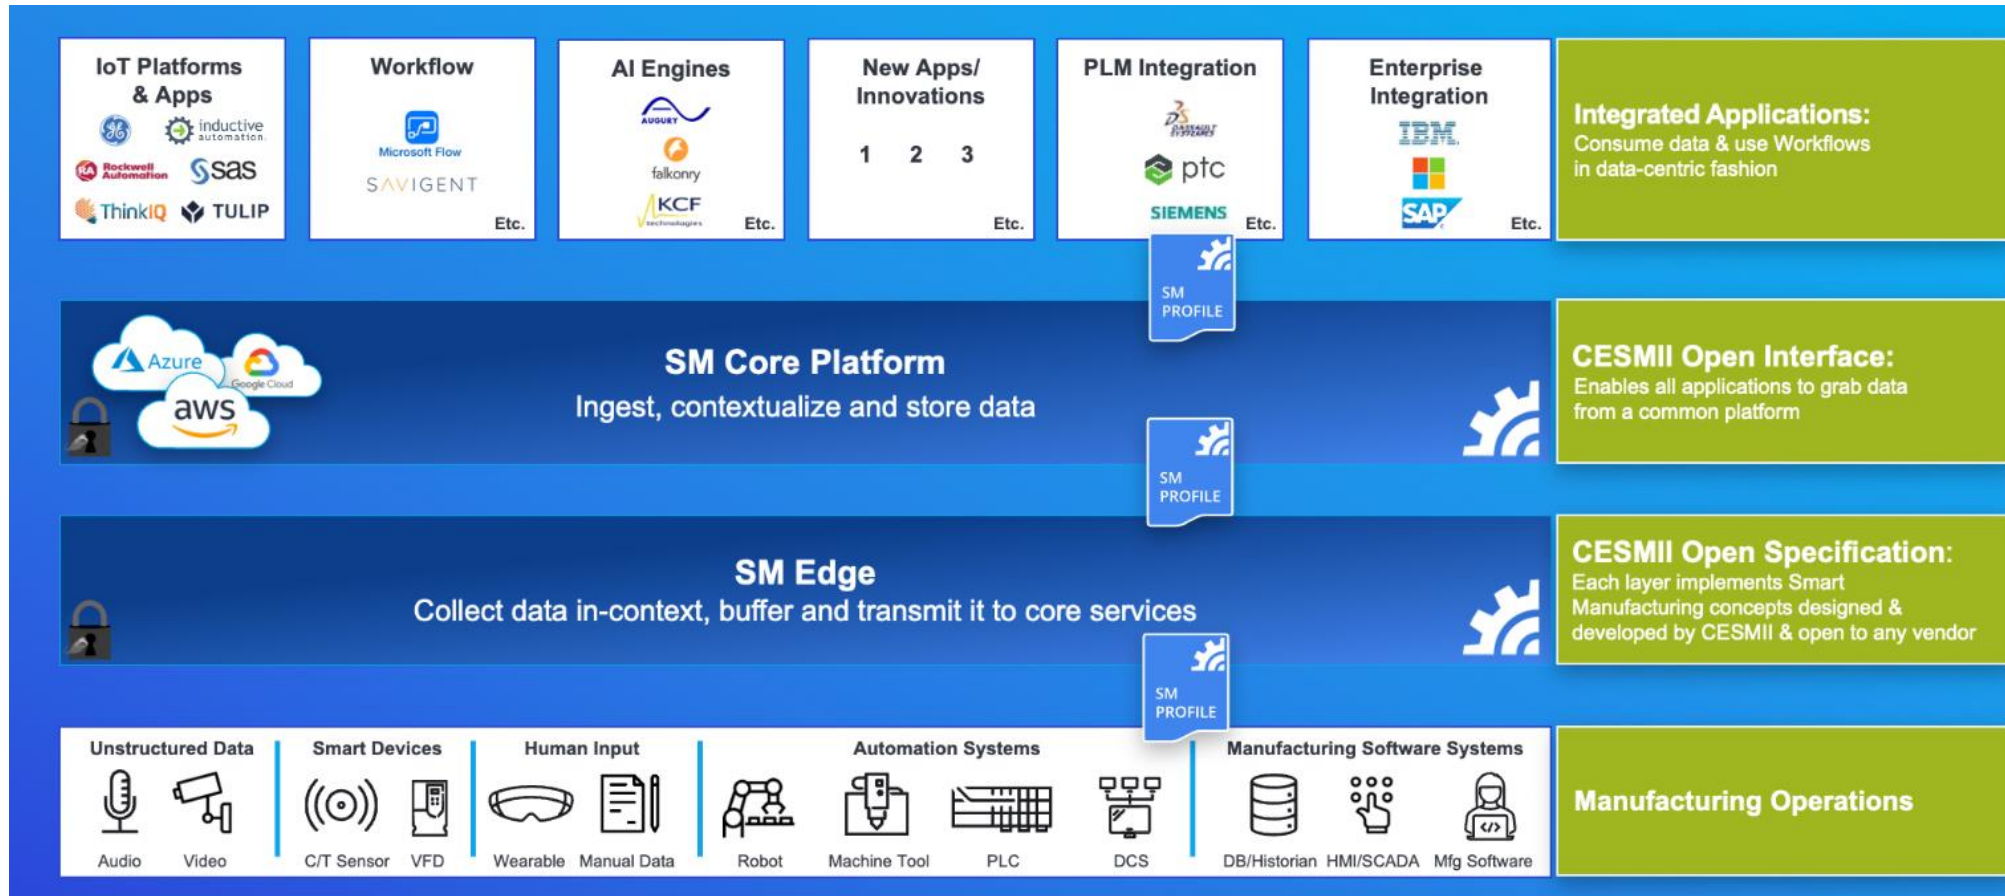 IoT Platforms
& Apps
GE
inductive
automation.
Rockwell
Automation
sas
ThinkIQ
TULIP
Workflow
Microsoft Flow
SAVIGENT
Etc.
AI Engines
AUGURY
falkonry
KCF
technologies
Etc.
New Apps/
Innovations
1 2 3
Etc.
PLM Integration
DASSAULT
SYSTEMES
ptc
SIEMENS
Etc.
Enterprise
Integration
IBM.
SAP
Etc.
Integrated Applications:
Consume data & use Workflows
in data-centric fashion
SM
PROFILE
Azure
Google Cloud
aws
SM Core Platform
Ingest, contextualize and store data
CESMII Open Interface:
Enables all applications to grab data
from a common platform
SM
PROFILE
SM Edge
Collect data in-context, buffer and transmit it to core services
CESMII Open Specification:
Each layer implements Smart
Manufacturing concepts designed &
developed by CESMII & open to any vendor
SM
PROFILE
Unstructured Data
Audio Video
Smart Devices
C/T Sensor VFD
Human Input
Wearable Manual Data
Automation Systems
Robot Machine Tool PLC DCS
Manufacturing Software Systems
</>
DB/Historian HMI/SCADA Mfg Software
Manufacturing Operations